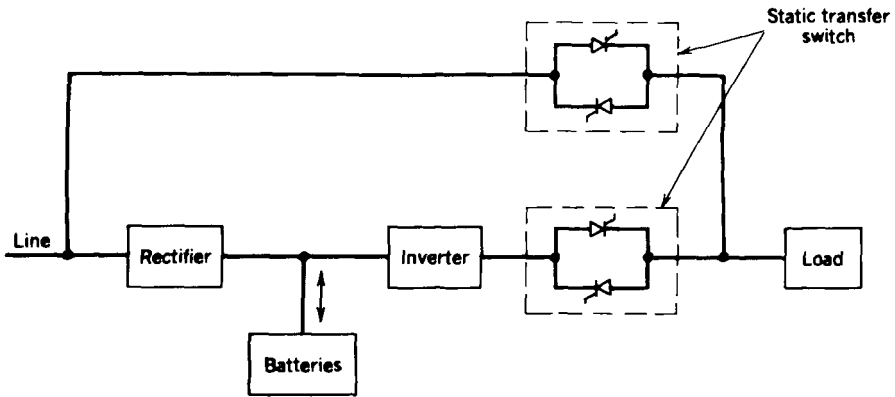 Static transfer
switch
Line
Rectifier
Inverter
Load
Batteries